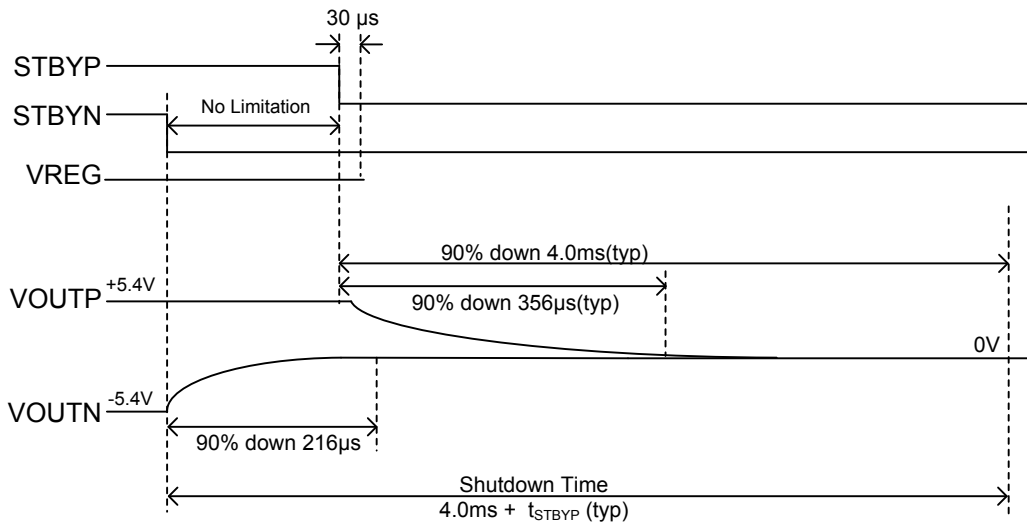 30 µs
STBYP
No Limitation
STBYN
VREG
90% down 4.0ms(typ)
+5.4V
VOUTP
90% down 356µs(typ)
0V
-5.4V
VOUTN
90% down 216µs
Shutdown Time
4.0ms + tSTBYP (typ)